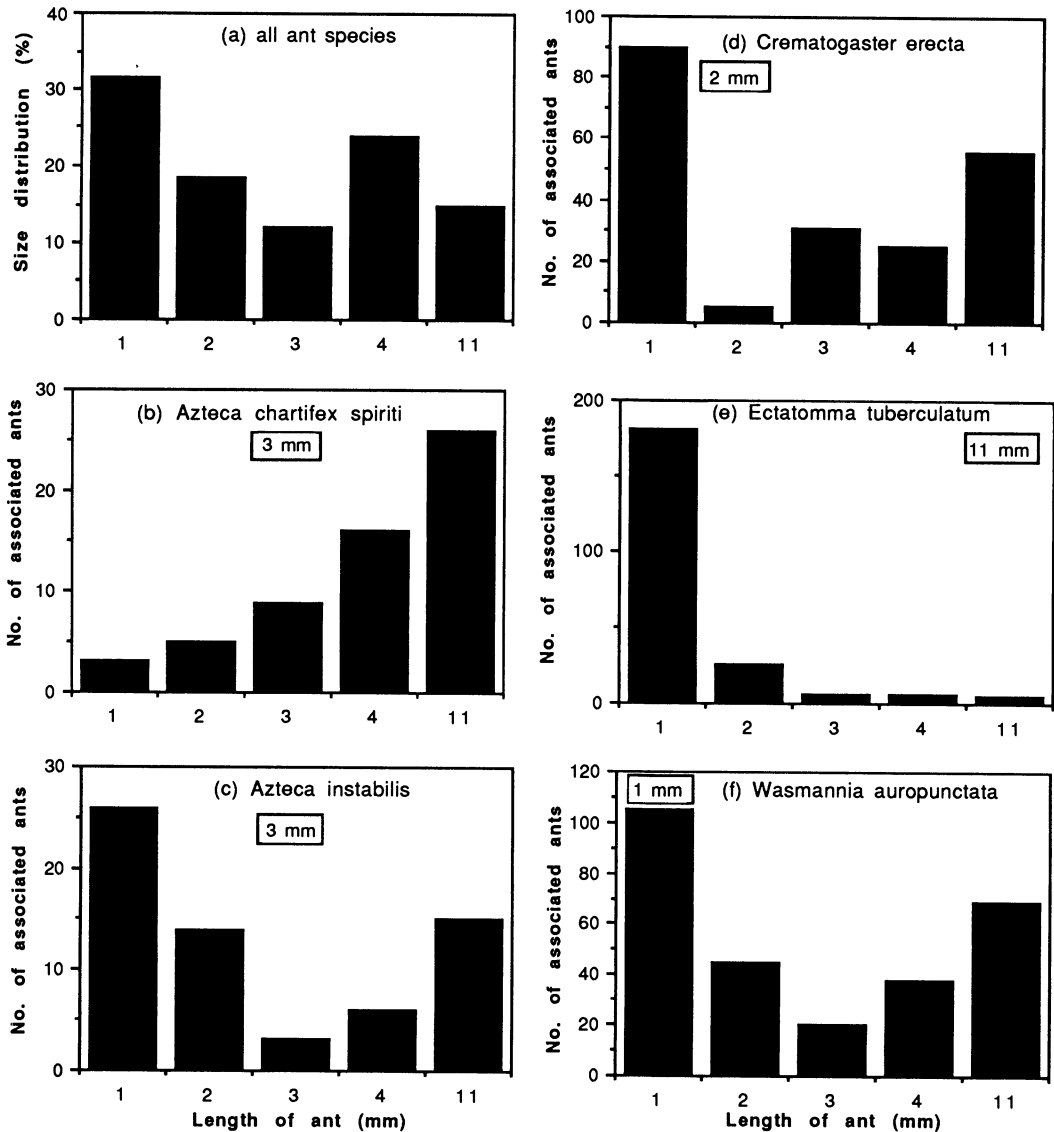 (a) all ant species
Size distribution (%)
40
30
20
10
0
1 2 3 4 11
(b) Azteca chartifex spiriti
3 mm
No. of associated ants
30
20
10
0
1 2 3 4 11
(c) Azteca instabilis
3 mm
No. of associated ants
30
20
10
0
1 2 3 4 11
Length of ant (mm)
(d) Crematogaster erecta
2 mm
No. of associated ants
100
80
60
40
20
0
1 2 3 4 11
(e) Ectatomma tuberculatum
11 mm
No. of associated ants
200
100
0
1 2 3 4 11
(f) Wasmannia auropunctata
1 mm
No. of associated ants
120
100
80
60
40
20
0
1 2 3 4 11
Length of ant (mm)